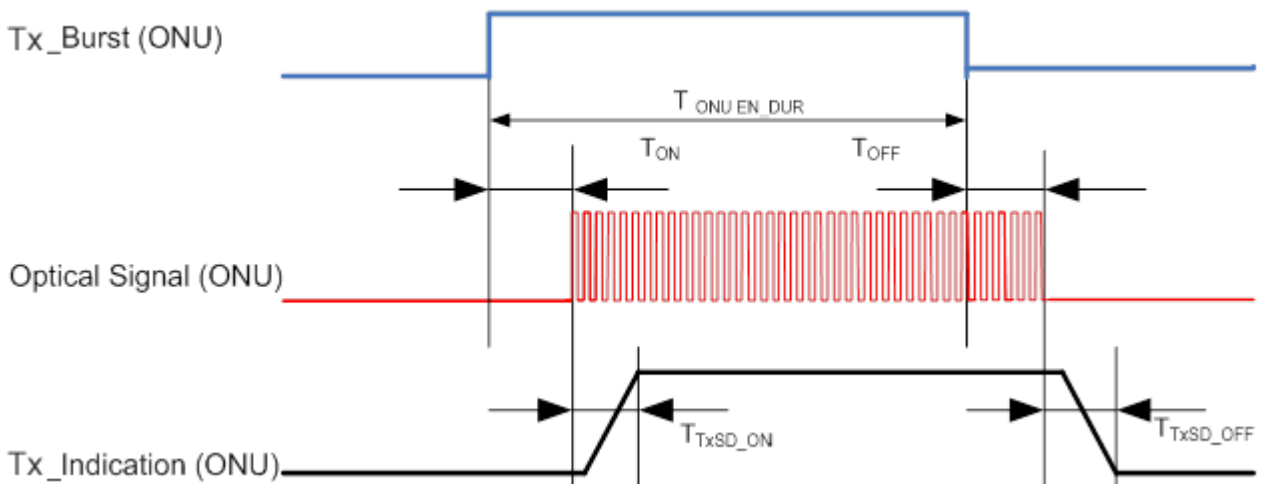 Tx_Burst (ONU)
T ONU EN_DUR
TON
TOFF
Optical Signal (ONU)
TTxSD_ON
TTxSD_OFF
Tx_Indication (ONU)